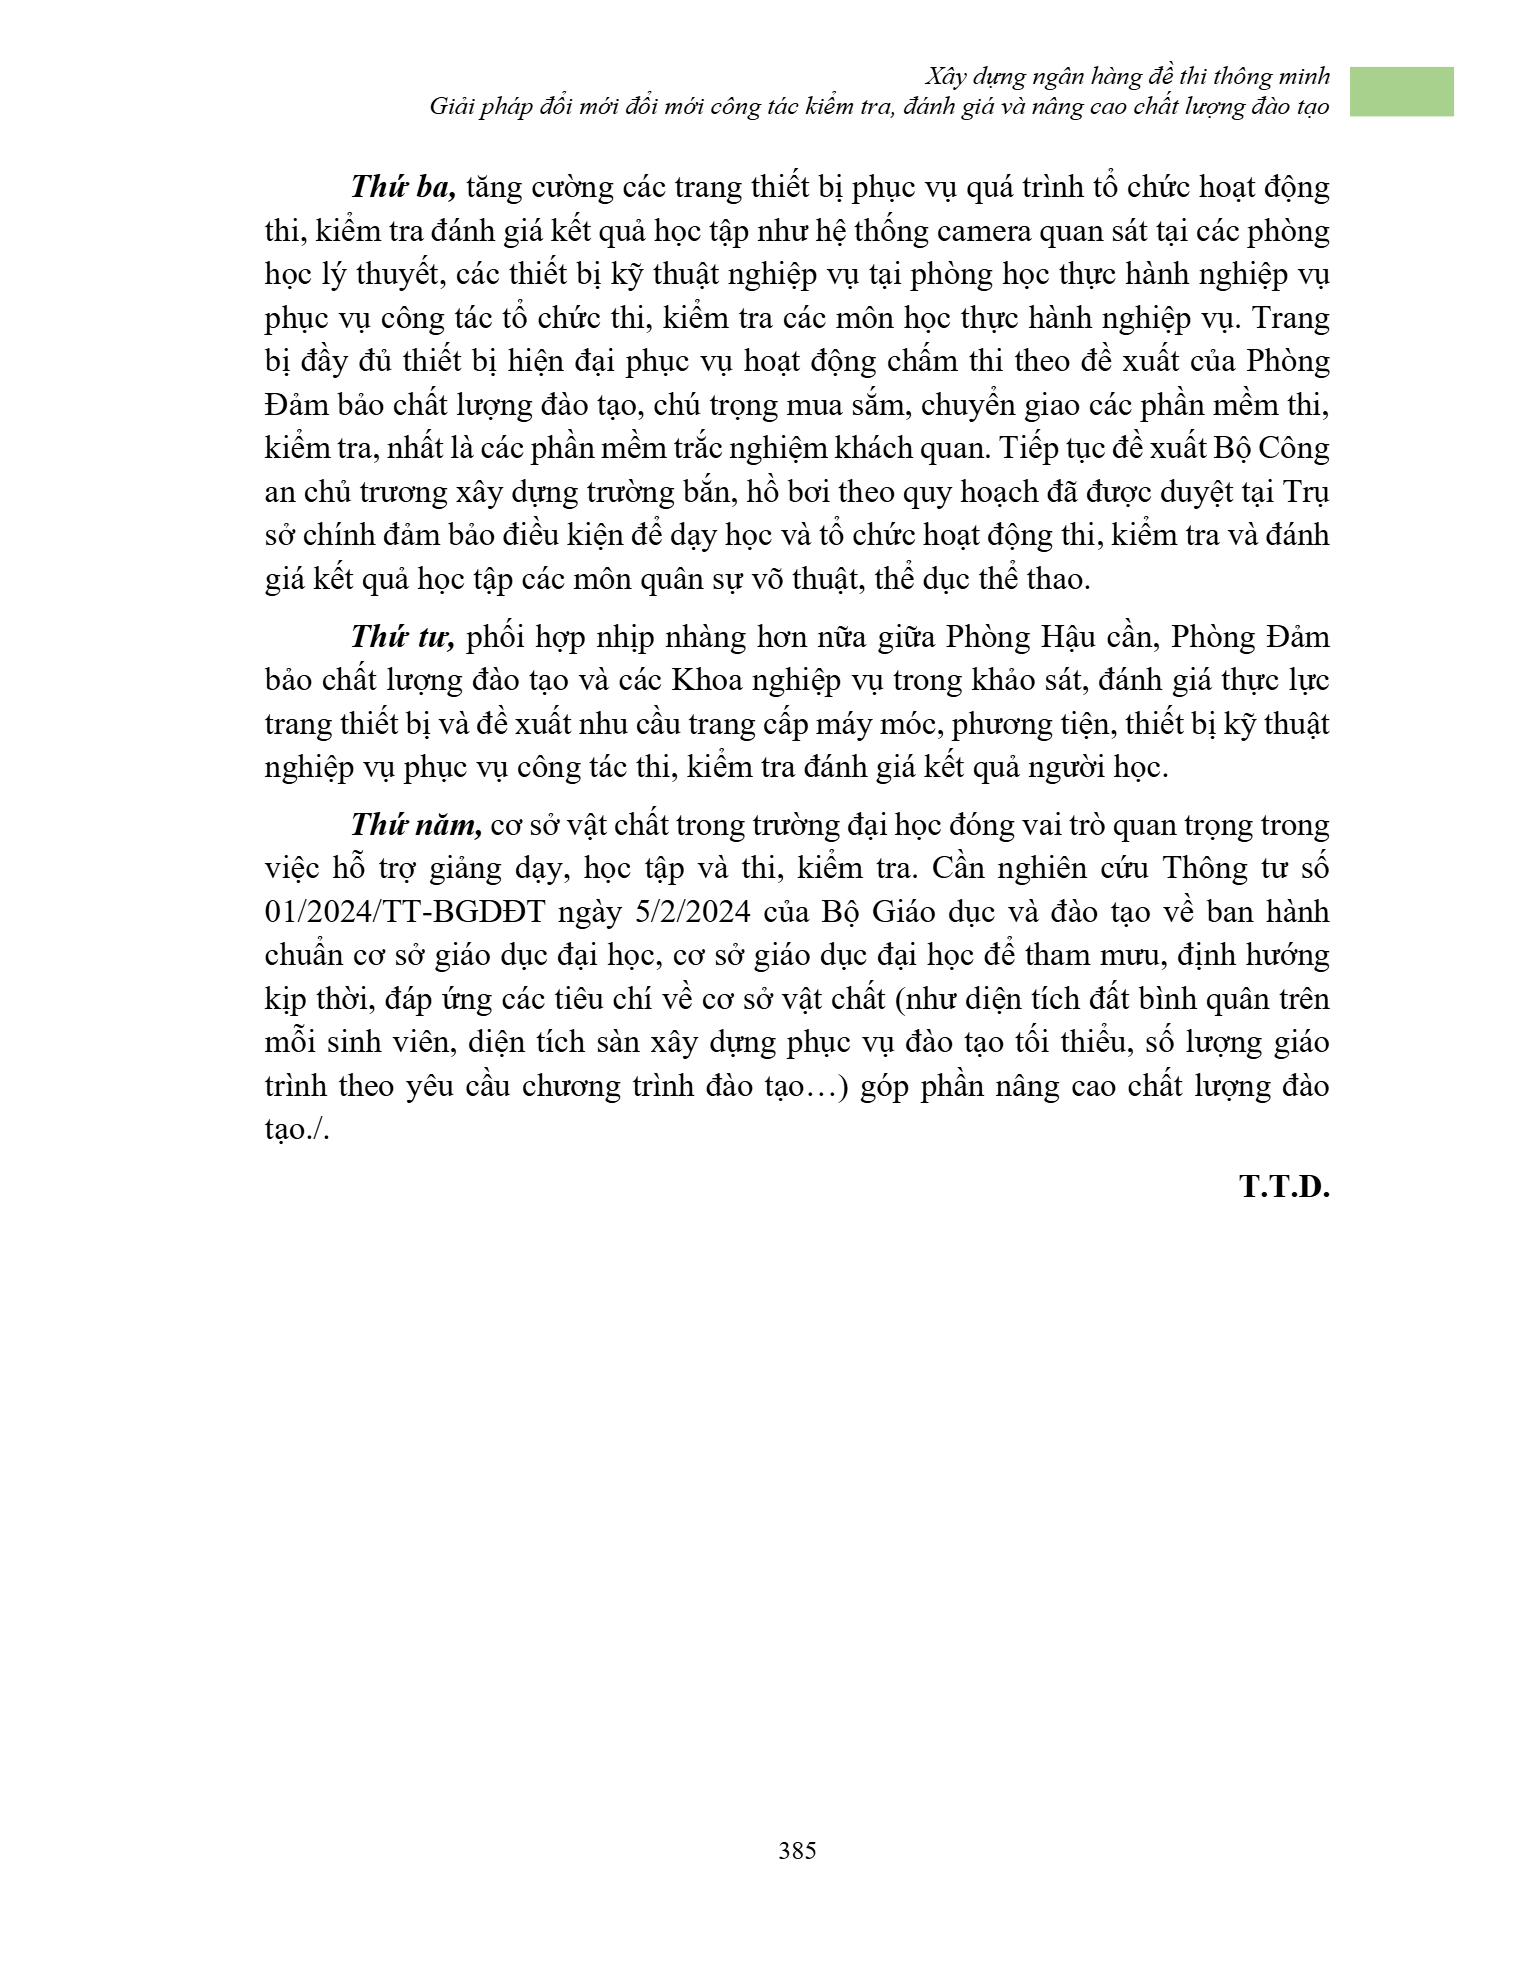 Xây dựng ngân hàng đề thi thông minh
Giải pháp đổi mới đổi mới công tác kiểm tra, đánh giá và nâng cao chất lượng đào tạo
Thứ ba, tăng cường các trang thiết bị phục vụ quá trình tổ chức hoạt động
thi, kiểm tra đánh giá kết quả học tập như hệ thống camera quan sát tại các phòng
học lý thuyết, các thiết bị kỹ thuật nghiệp vụ tại phòng học thực hành nghiệp vụ
phục vụ công tác tổ chức thi, kiểm tra các môn học thực hành nghiệp vụ. Trang
bị đầy đủ thiết bị hiện đại phục vụ hoạt động chấm thi theo đề xuất của Phòng
Đảm bảo chất lượng đào tạo, chú trọng mua sắm, chuyển giao các phần mềm thi,
kiểm tra, nhất là các phần mềm trắc nghiệm khách quan. Tiếp tục đề xuất Bộ Công
an chủ trương xây dựng trường bắn, hồ bơi theo quy hoạch đã được duyệt tại Trụ
sở chính đảm bảo điều kiện để dạy học và tổ chức hoạt động thi, kiểm tra và đánh
giá kết quả học tập các môn quân sự võ thuật, thể dục thể thao.
Thứ tư, phối hợp nhịp nhàng hơn nữa giữa Phòng Hậu cần, Phòng Đảm
bảo chất lượng đào tạo và các Khoa nghiệp vụ trong khảo sát, đánh giá thực lực
trang thiết bị và đề xuất nhu cầu trang cấp máy móc, phương tiện, thiết bị kỹ thuật
nghiệp vụ phục vụ công tác thi, kiểm tra đánh giá kết quả người học.
Thứ năm, cơ sở vật chất trong trường đại học đóng vai trò quan trọng trong
việc hỗ trợ giảng dạy, học tập và thi, kiểm tra. Cần nghiên cứu Thông tư số
01/2024/TT-BGDĐT ngày 5/2/2024 của Bộ Giáo dục và đào tạo về ban hành
chuẩn cơ sở giáo dục đại học, cơ sở giáo dục đại học để tham mưu, định hướng
kịp thời, đáp ứng các tiêu chí về cơ sở vật chất (như diện tích đất bình quân trên
mỗi sinh viên, diện tích sàn xây dựng phục vụ đào tạo tối thiểu, số lượng giáo
trình theo yêu cầu chương trình đào tạo…) góp phần nâng cao chất lượng đào
tạo./.
T.T.D.
385